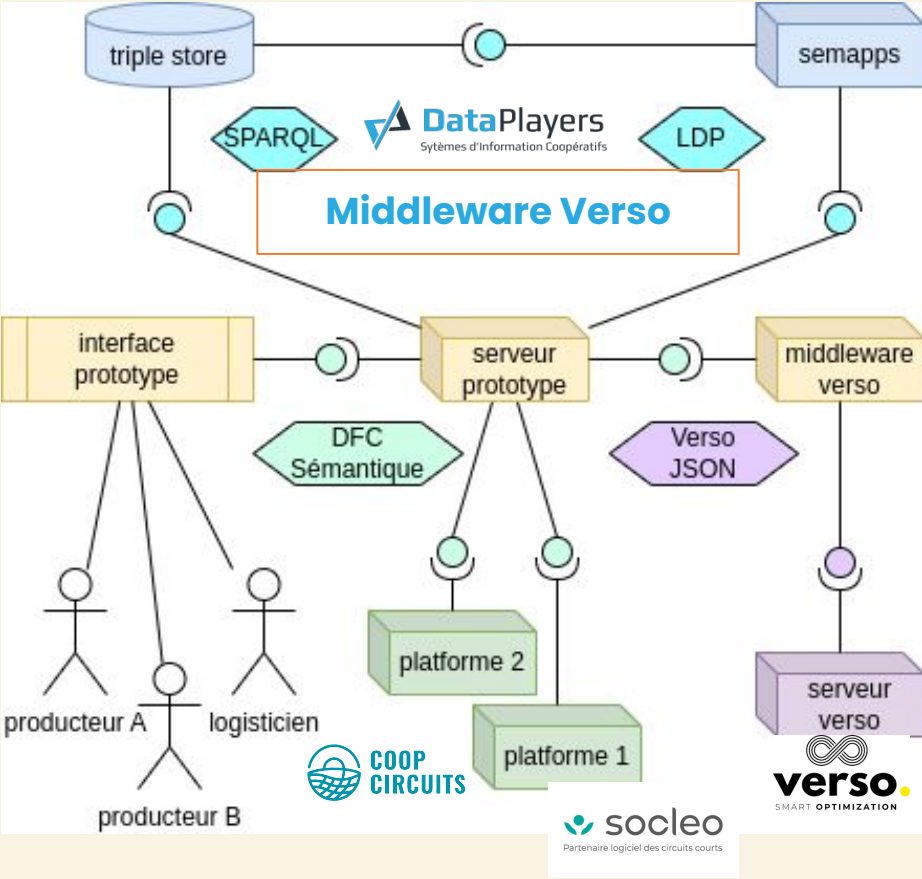 triple store
semapps
SPARQL
DataPlayers
Sytèmes d'Information Coopératifs
LDP
Middleware Verso
interface
prototype
serveur
prototype
middleware
verso
DFC
Sémantique
Verso
JSON
platforme 2
producteur A
logisticien
serveur
verso
platforme 1
COOP
CIRCUITS
producteur B
verso.
SMART OPTIMIZATION
socleo
Partenaire logiciel des circuits courts